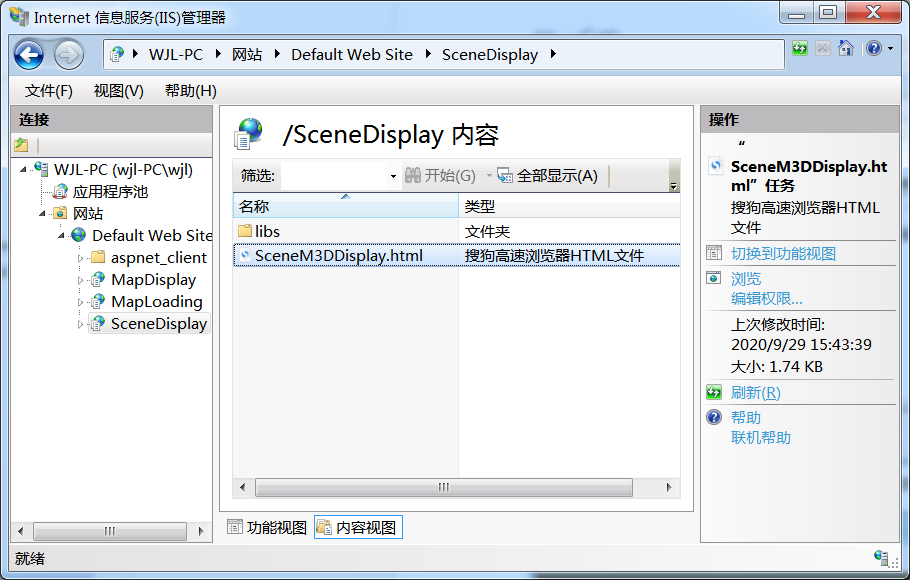 Internet 信息服务(IIS)管理器
WJL-PC 网站 Default Web Site SceneDisplay
文件(F) 视图(V) 帮助(H)
连接
WJL-PC (wjl-PC\wjl)
应用程序池
网站
Default Web Site
aspnet_client
MapDisplay
MapLoading
SceneDisplay
/SceneDisplay 内容
筛选: 开始(G) 全部显示(A)
名称 类型
libs 文件夹
SceneM3DDisplay.html 搜狗高速浏览器HTML文件
功能视图 内容视图
操作
“
SceneM3DDisplay.ht
ml”任务
搜狗高速浏览器HTML
文件
切换到功能视图
浏览
编辑权限...
上次修改时间:
2020/9/29 15:43:39
大小: 1.74 KB
刷新(R)
帮助
联机帮助
就绪